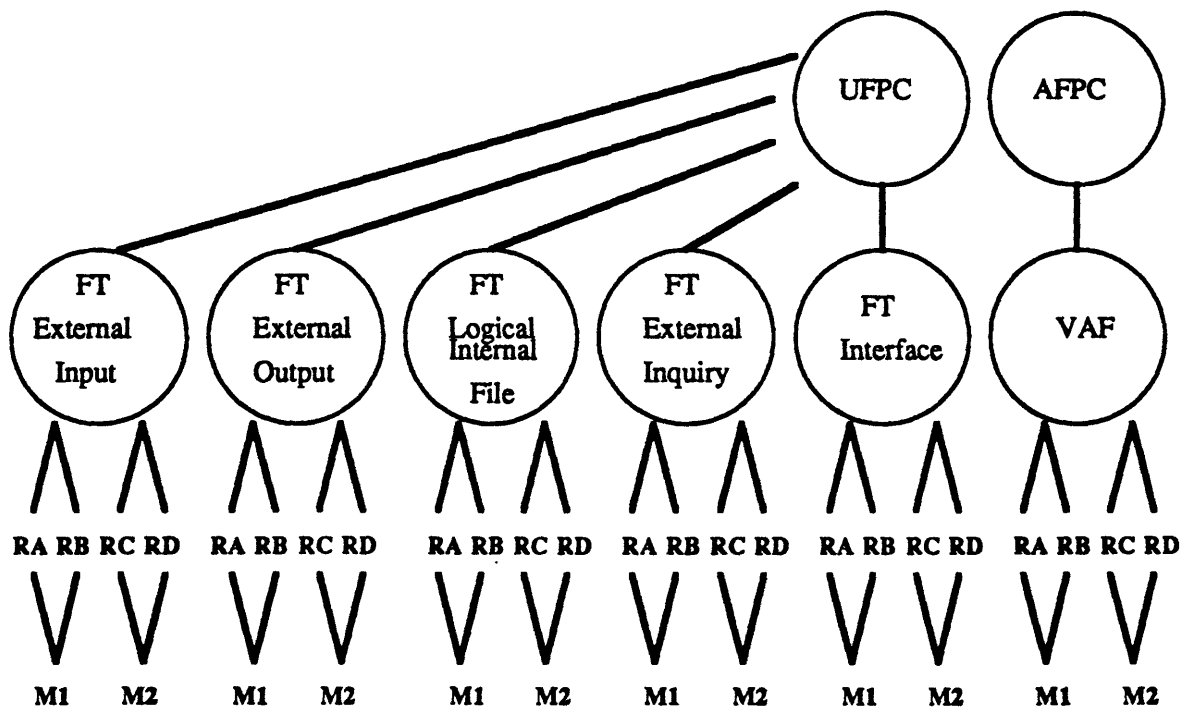 UFPC
AFPC
FT
External
Input
FT
External
Output
FT
Logical
Internal
File
FT
External
Inquiry
FT
Interface
VAF
RA RB RC RD RA RB RC RD RA RB RC RD RA RB RC RD RA RB RC RD RA RB RC RD
M1 M2 M1 M2 M1 M2 M1 M2 M1 M2 M1 M2